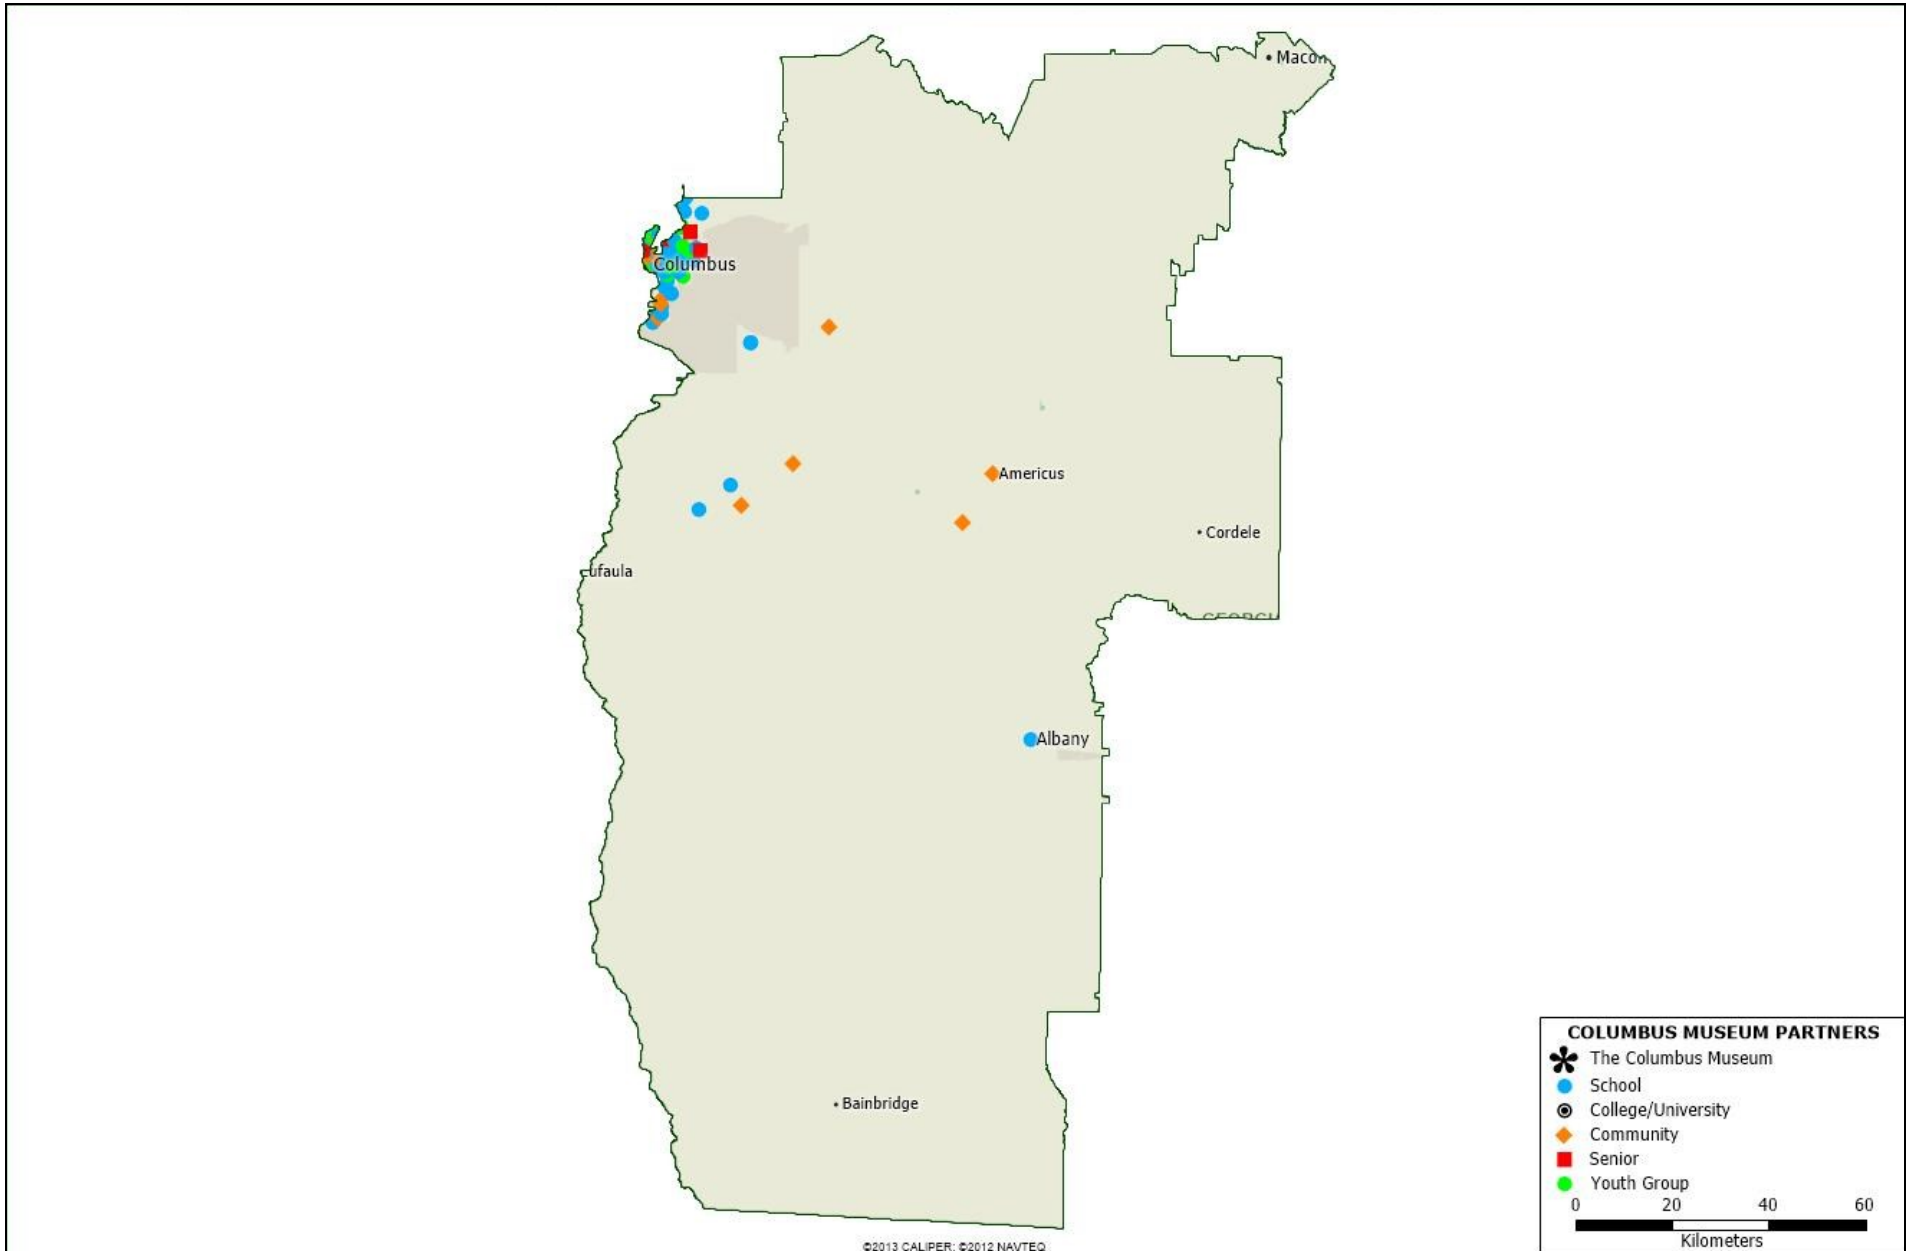 Macon
Columbus
Americus
Cordele
ufaula
GEORGI
Albany
Bainbridge
COLUMBUS MUSEUM PARTNERS
The Columbus Museum
School
College/University
Community
Senior
Youth Group
0 20 40 60
Kilometers
©2013 CALIPER; ©2012 NAVTEQ